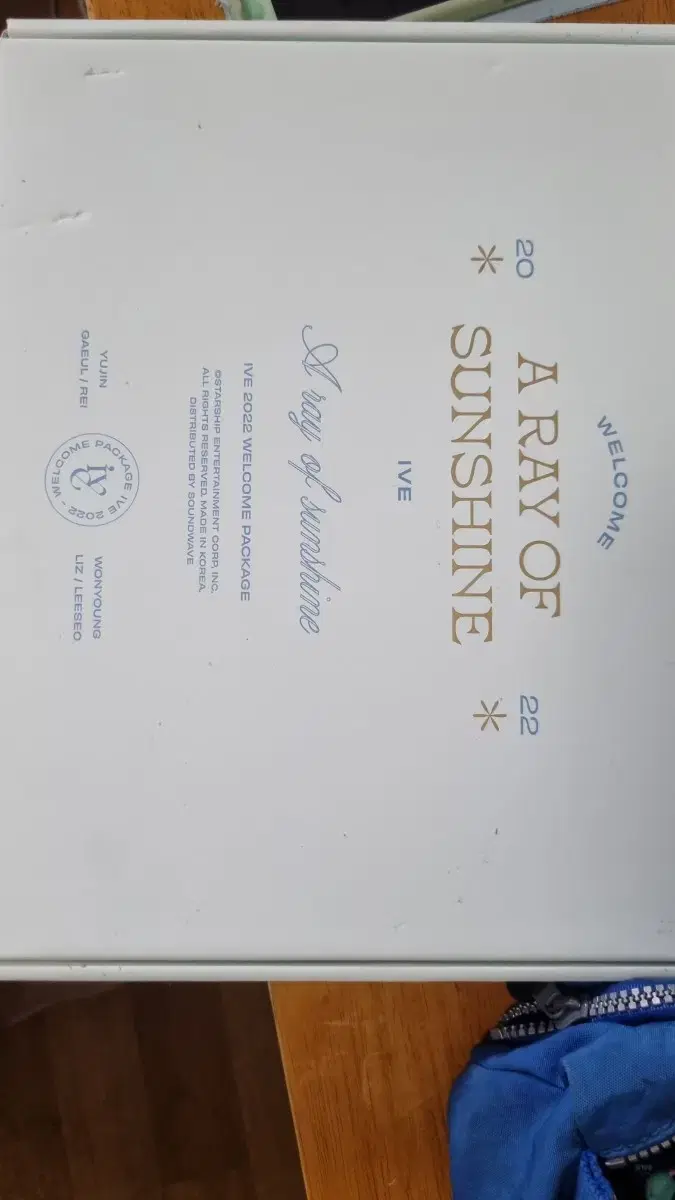 WELCOME
20 22
A RAY OF
* SUNSHINE *
IVE
A ray of sunshine
IVE 2022 WELCOME PACKAGE
©STARSHIP ENTERTAINMENT CORP, INC.
ALL RIGHTS RESERVED. MADE IN KOREA.
DISTRIBUTED BY SOUNDWAVE
YUJIN
GAEUL / REI
WELCOME PACKAGE IVE 2022 -
IV
WONYOUNG
LIZ / LEESEO